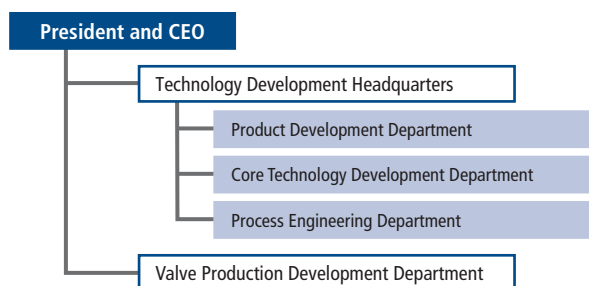 President and CEO
Technology Development Headquarters
Product Development Department
Core Technology Development Department
Process Engineering Department
Valve Production Development Department